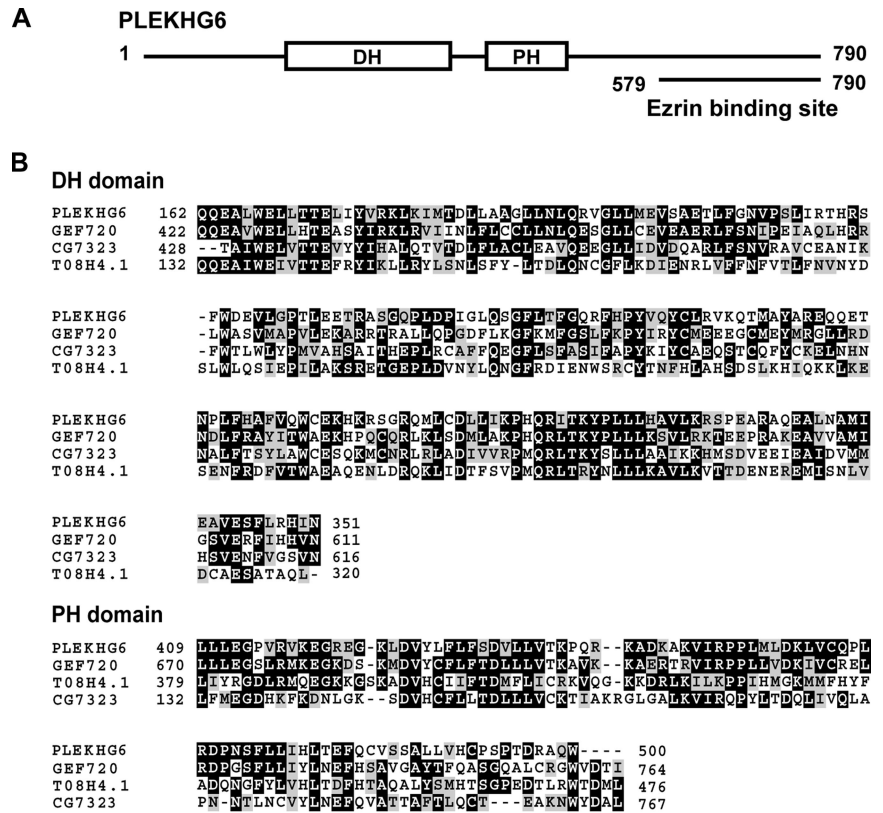 A
PLEKHG6
1 DH PH 790
579 790
Ezrin binding site
B
DH domain
PLEKHG6 162 QQEALWELLTTELIYVRKLKIMTDLLAAGLLNLQRVGLLMEVSAETLFGNVPSLIRTHRS
GEF720 422 QQEAVWELLHTEASYIRKLRVIINLFLCCLLNLQESGLLCEVEAERLFSNIPEIAQLHRR
CG7323 428 --TAIWELVTTEVYYIHALQTVTDLFLACLEAVQEEGLLIDVDQARLFSNVRAVCEANIK
T08H4.1 132 QQEAIWEIVTTEFRYIKLLRYLSNLSFY-LTDLQNCGFLKDIENRLVFFNFVTLFNVNYD
PLEKHG6 -FWDEVLGPTLEETRASGQPLDPIGLQSGFLTFGQRFHPYVQYCLRVKQTMAYAREQQET
GEF720 -LWASVMAPVLEKARRTRALLQPGDFLKGFKMFGSLFKPYIRYCMEEEGCMEYMRGLLRD
CG7323 -FWTLWLYPMVAHSAITHEPLRCAFFQEGFLSFASIFAPYKIYCAEQSTCQFYCKELNHN
T08H4.1 SLWLQSIEPILAKSRETGEPLDVNYLQNGFRDIENWSRCYTNFHLAHSDSLKHIQKKLKE
PLEKHG6 NPLFHAFVQWCEKHKRSGRQMLCDLLIKPHQRITKYPLLLHAVLKRSPEARAQEALNAMI
GEF720 NDLFRAYITWAEKHPQCQRLKLSDMLAKPHQRLTKYPLLLKSVLRKTEEPRAKEAVVAMI
CG7323 NALFTSYLAWCESQKMCNRLRLADIVVRPMQRLTKYSLLLAAIKKHMSDVEEIEAIDVMM
T08H4.1 SENFRDFVTWAEAQENLDRQKLIDTFSVPMQRLTRYNLLLKAVLKVTTDENEREMISNLV
PLEKHG6 EAVESFLRHIN 351
GEF720 GSVERFIHHVN 611
CG7323 HSVENFVGSVN 616
T08H4.1 DCAESATAQL- 320
PH domain
PLEKHG6 409 LLLEGPVRVKEGREG-KLDVYLFLFSDVLLVTKPQR--KADKAKVIRPPLMLDKLVCQPL
GEF720 670 LLLEGSLRMKEGKDS-KMDVYCFLFTDLLLVTKAVK--KAERTRVIRPPLLVDKIVCREL
T08H4.1 379 LIYRGDLRMQEGKKGSKADVHCIIFTDMFLICRKVQG-KKDRLKILKPPIHMGKMMFHYF
CG7323 132 LFMEGDHKFKDNLGK--SDVHCFLLTDLLLVCKTIAKRGLGALKVIRQPYLTDQLIVQLA
PLEKHG6 RDPNSFLLIHLTEFQCVSSALLVHCPSPTDRAQW---- 500
GEF720 RDPGSFLLIYLNEFHSAVGAYTFQASGQALCRGWVDTI 764
T08H4.1 ADQNGFYLVHLTDFHTAQALYSMHTSGPEDTLRWTDML 476
CG7323 PN-NTLNCVYLNEFQVATTAFTLQCT---EAKNWYDAL 767